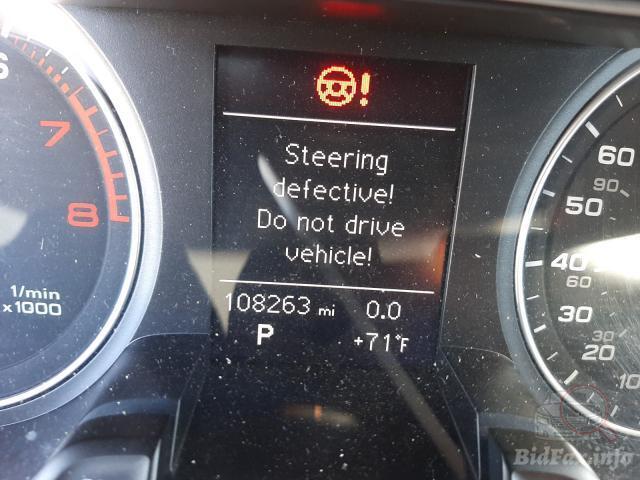 6
7
8
1/min
x1000
!
Steering
defective!
Do not drive
vehicle!
108263 mi 0.0
P +71°F
60
90
50
40
60
30
30
20
10
BidFax.info